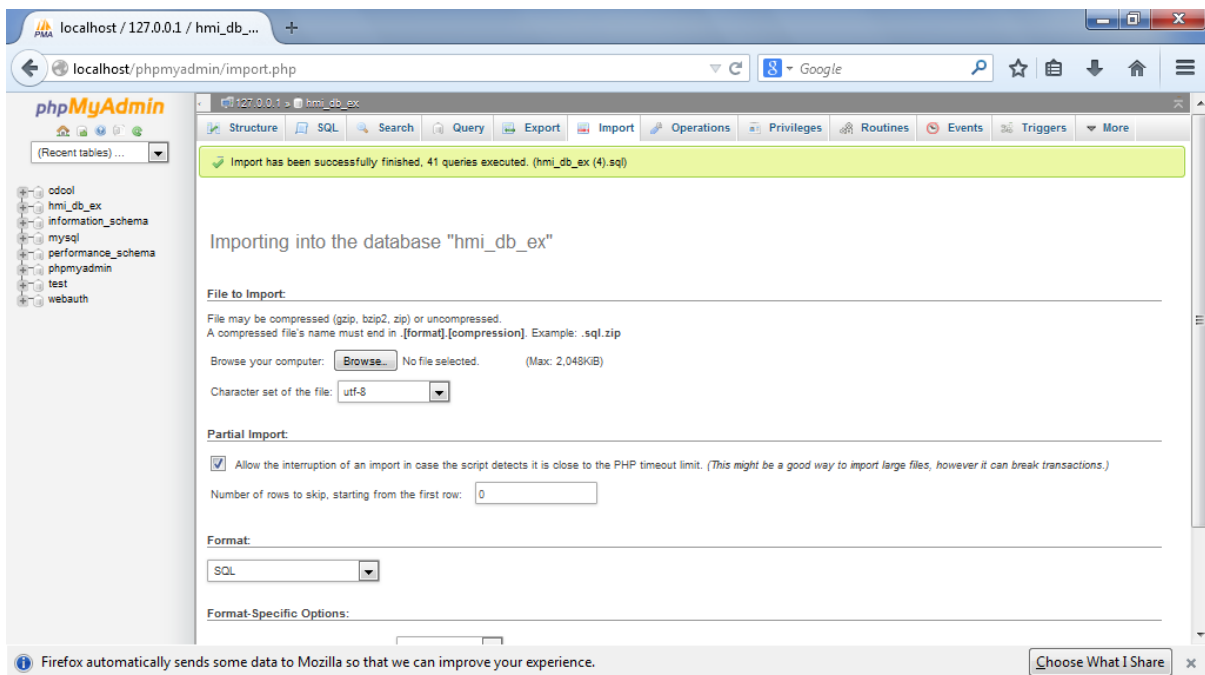 localhost / 127.0.0.1 / hmi_db_...
localhost/phpmyadmin/import.php
Google
phpMyAdmin
(Recent tables) ...
cdcol
hmi_db_ex
information_schema
mysql
performance_schema
phpmyadmin
test
webauth
127.0.0.1 » hmi_db_ex
Structure SQL Search Query Export Import Operations Privileges Routines Events Triggers More
Import has been successfully finished, 41 queries executed. (hmi_db_ex (4).sql)
Importing into the database "hmi_db_ex"
File to Import:
File may be compressed (gzip, bzip2, zip) or uncompressed.
A compressed file's name must end in .[format].[compression]. Example: .sql.zip
Browse your computer: Browse... No file selected. (Max: 2,048KiB)
Character set of the file: utf-8
Partial Import:
Allow the interruption of an import in case the script detects it is close to the PHP timeout limit. (This might be a good way to import large files, however it can break transactions.)
Number of rows to skip, starting from the first row: 0
Format:
SQL
Format-Specific Options:
Firefox automatically sends some data to Mozilla so that we can improve your experience. Choose What I Share